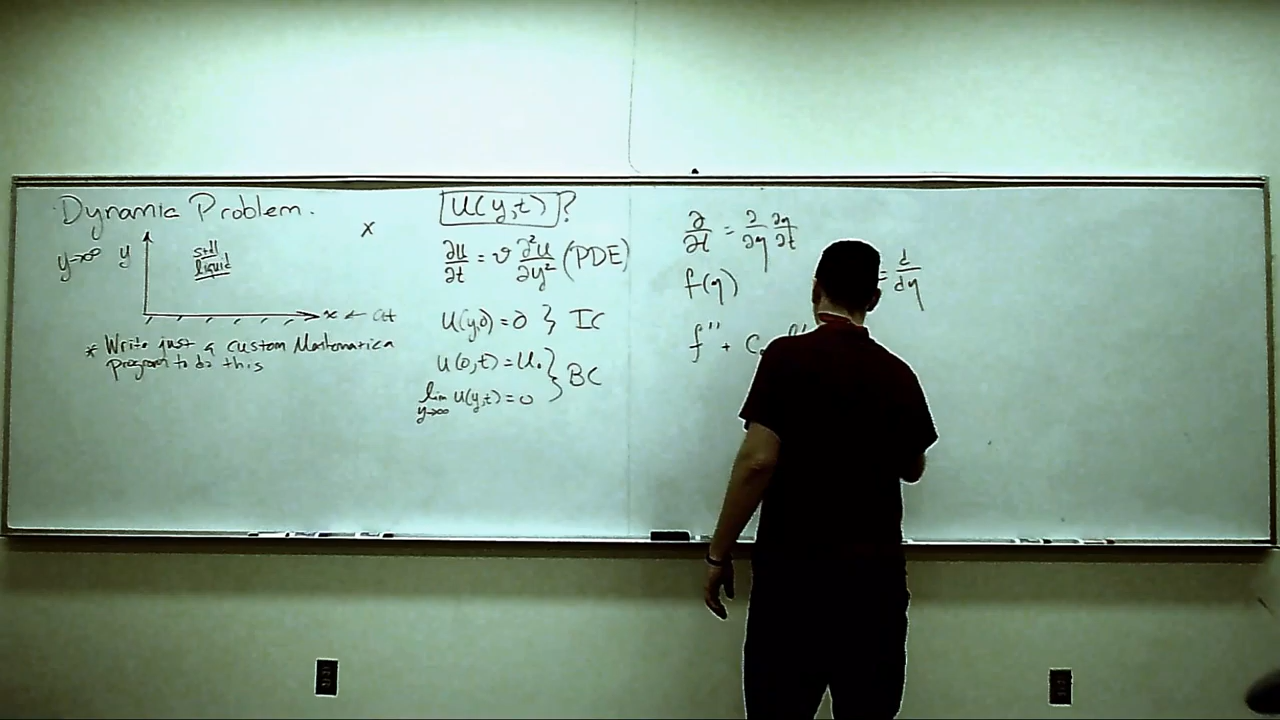 Dynamic Problem.
y→∞ y
still
liquid
x ←
* Write just a custom Mathematica
program to do this
x
u(y,t) ?
∂u/∂t = ν ∂²u/∂y² (PDE)
u(y,0) = 0 } IC
u(0,t) = u₀
lim y→∞ u(y,t) = 0 } BC
∂/∂t = ∂/∂η ∂η/∂t
f(η) = d/dη
f'' + c